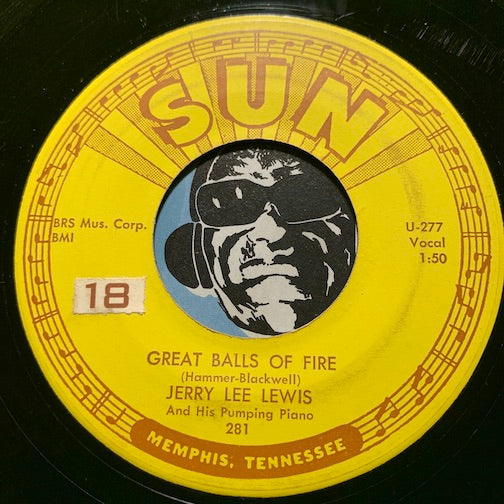 SUN
BRS Mus. Corp.
BMI
U-277
Vocal
1:50
18
GREAT BALLS OF FIRE
(Hammer-Blackwell)
JERRY LEE LEWIS
And His Pumping Piano
281
MEMPHIS, TENNESSEE